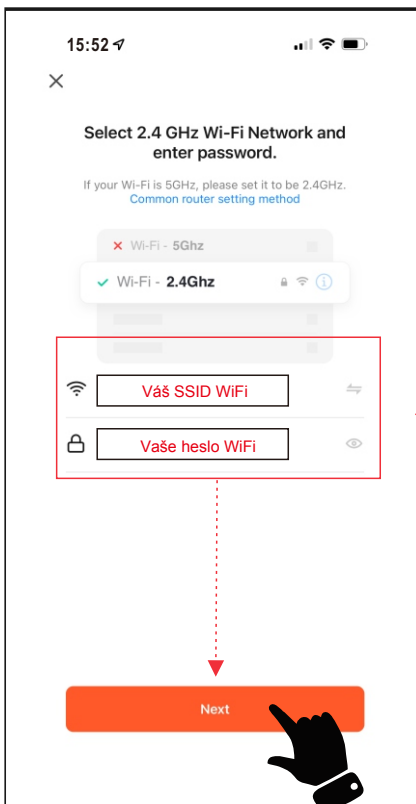 15:52
Select 2.4 GHz Wi-Fi Network and
enter password.
If your Wi-Fi is 5GHz, please set it to be 2.4GHz.
Common router setting method
Wi-Fi - 5Ghz
Wi-Fi - 2.4Ghz
Váš SSID WiFi
Vaše heslo WiFi
Next